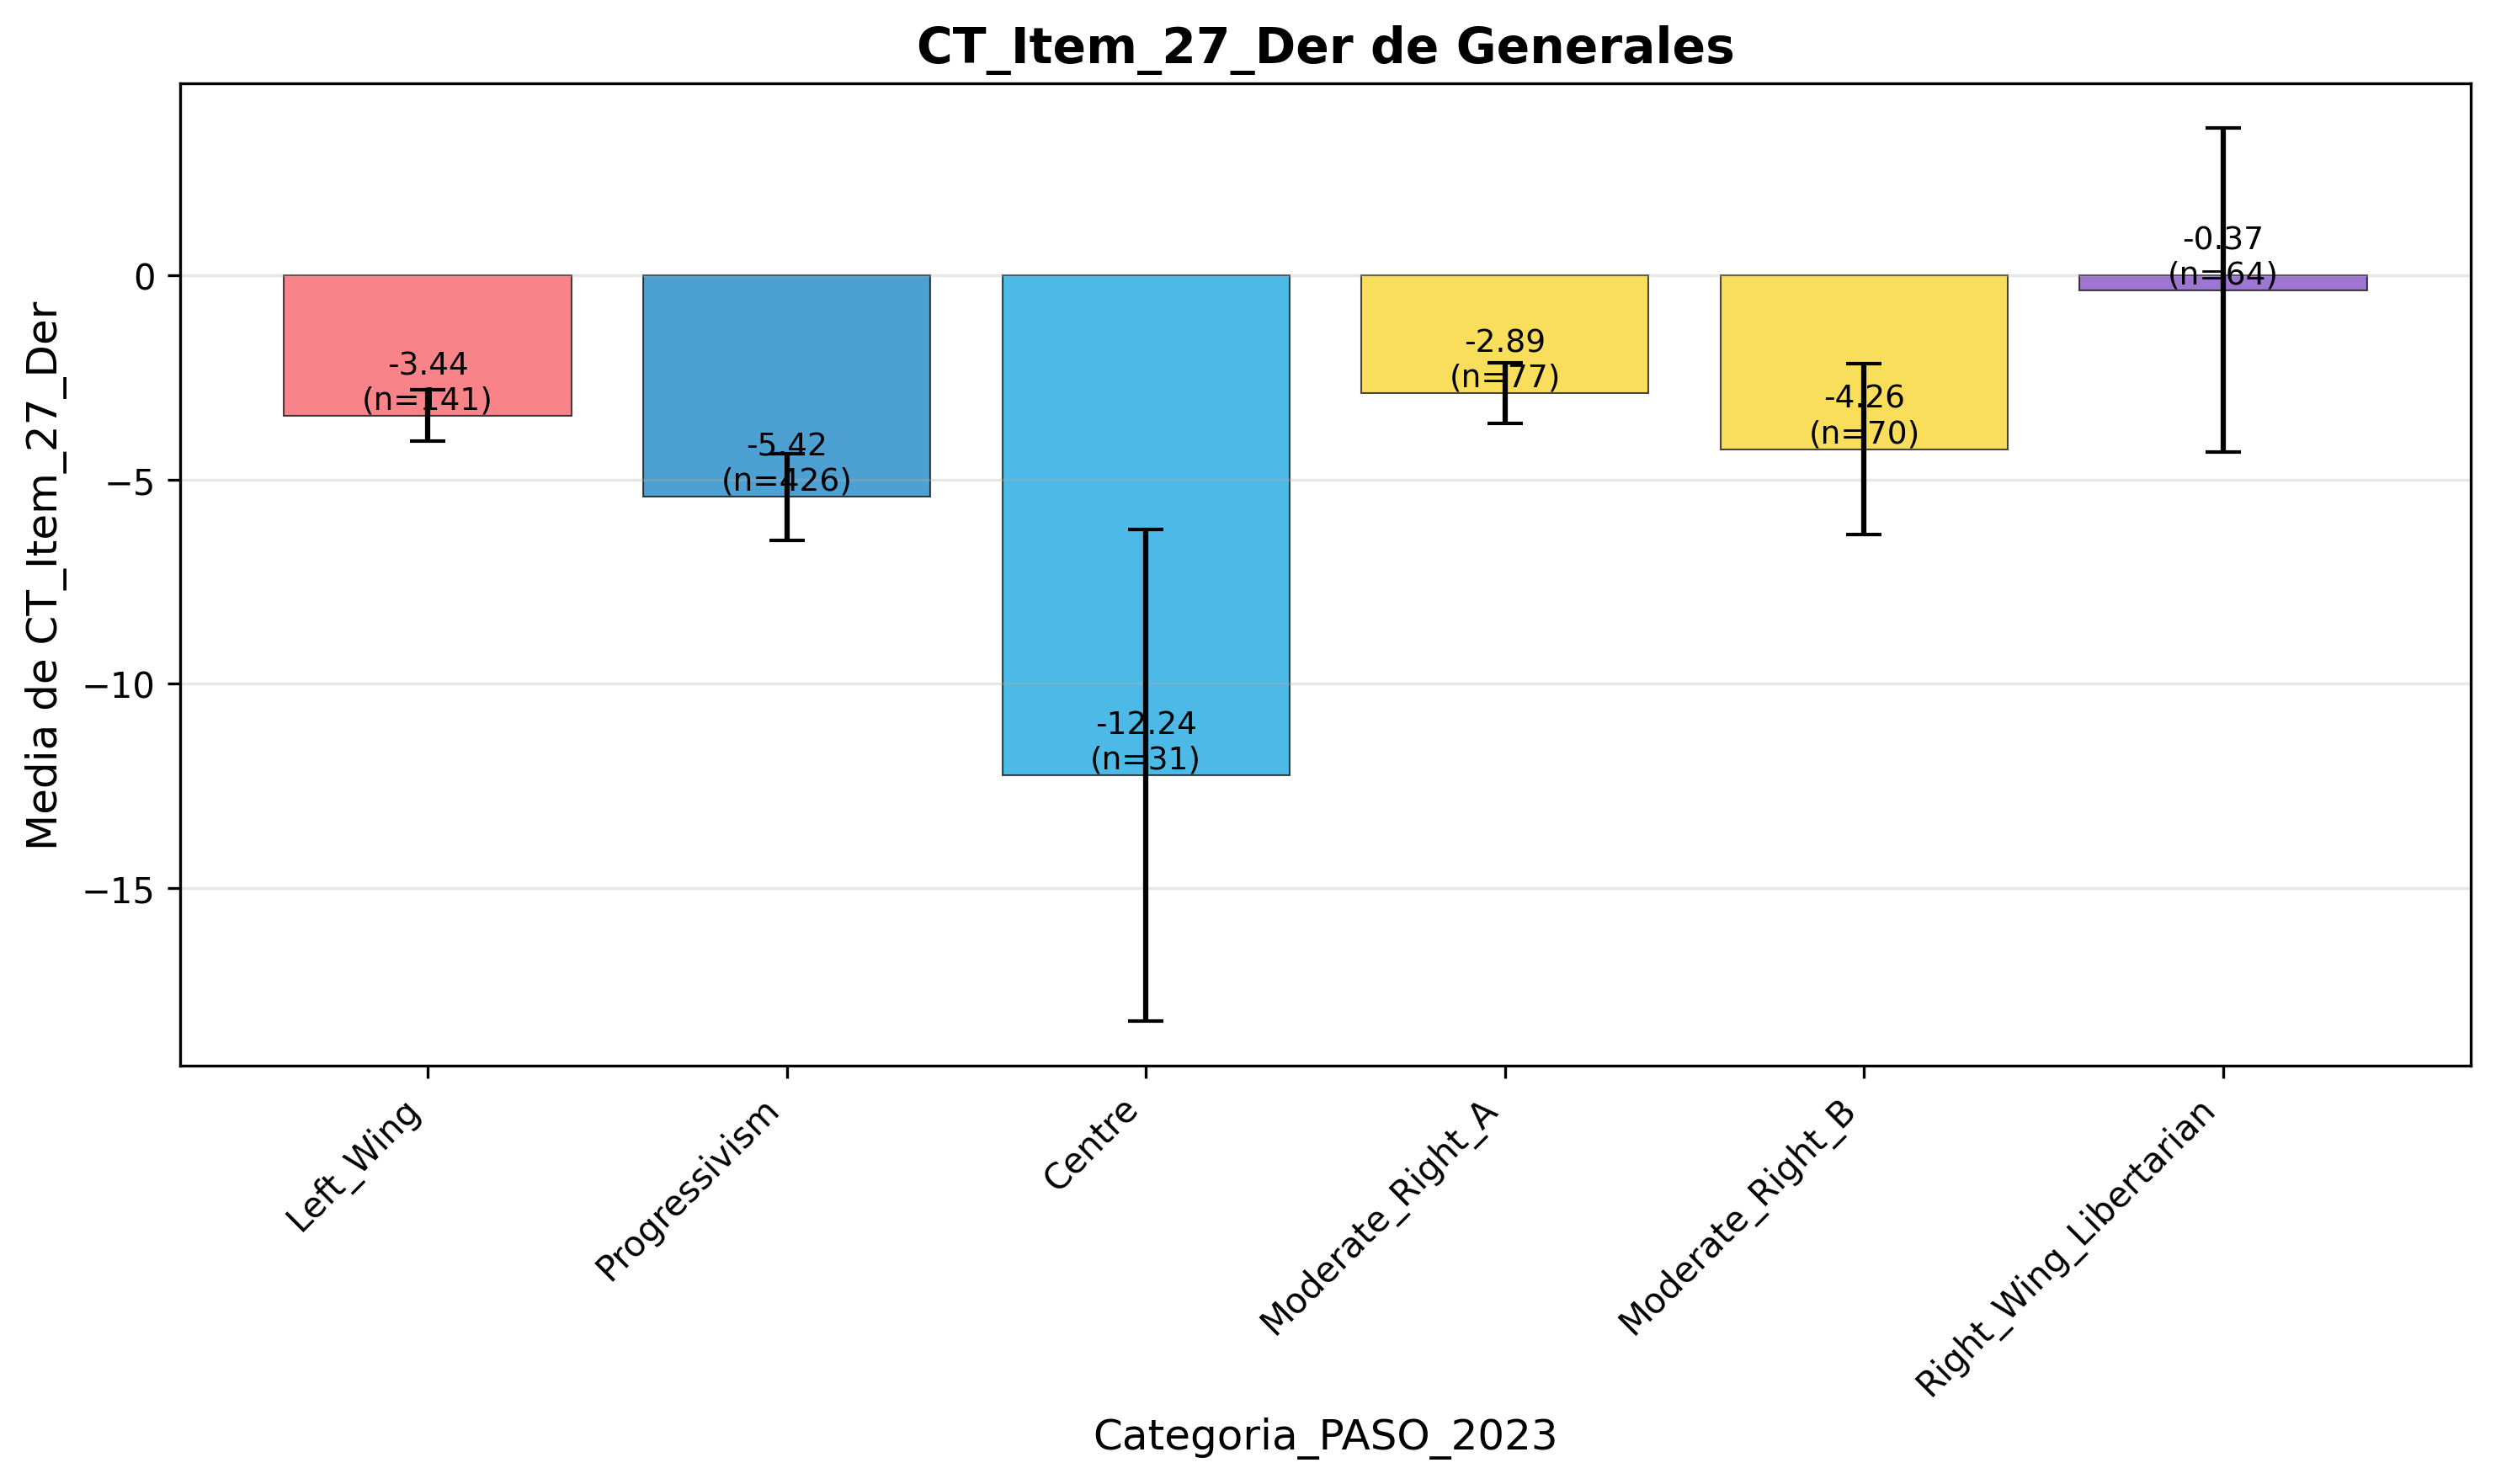 CT_Item_27_Der de Generales
Media de CT_Item_27_Der
0
−5
−10
−15
-3.44
(n=141)
-5.42
(n=426)
-12.24
(n=31)
-2.89
(n=77)
-4.26
(n=70)
-0.37
(n=64)
Left_Wing
Progressivism
Centre
Moderate_Right_A
Moderate_Right_B
Right_Wing_Libertarian
Categoria_PASO_2023